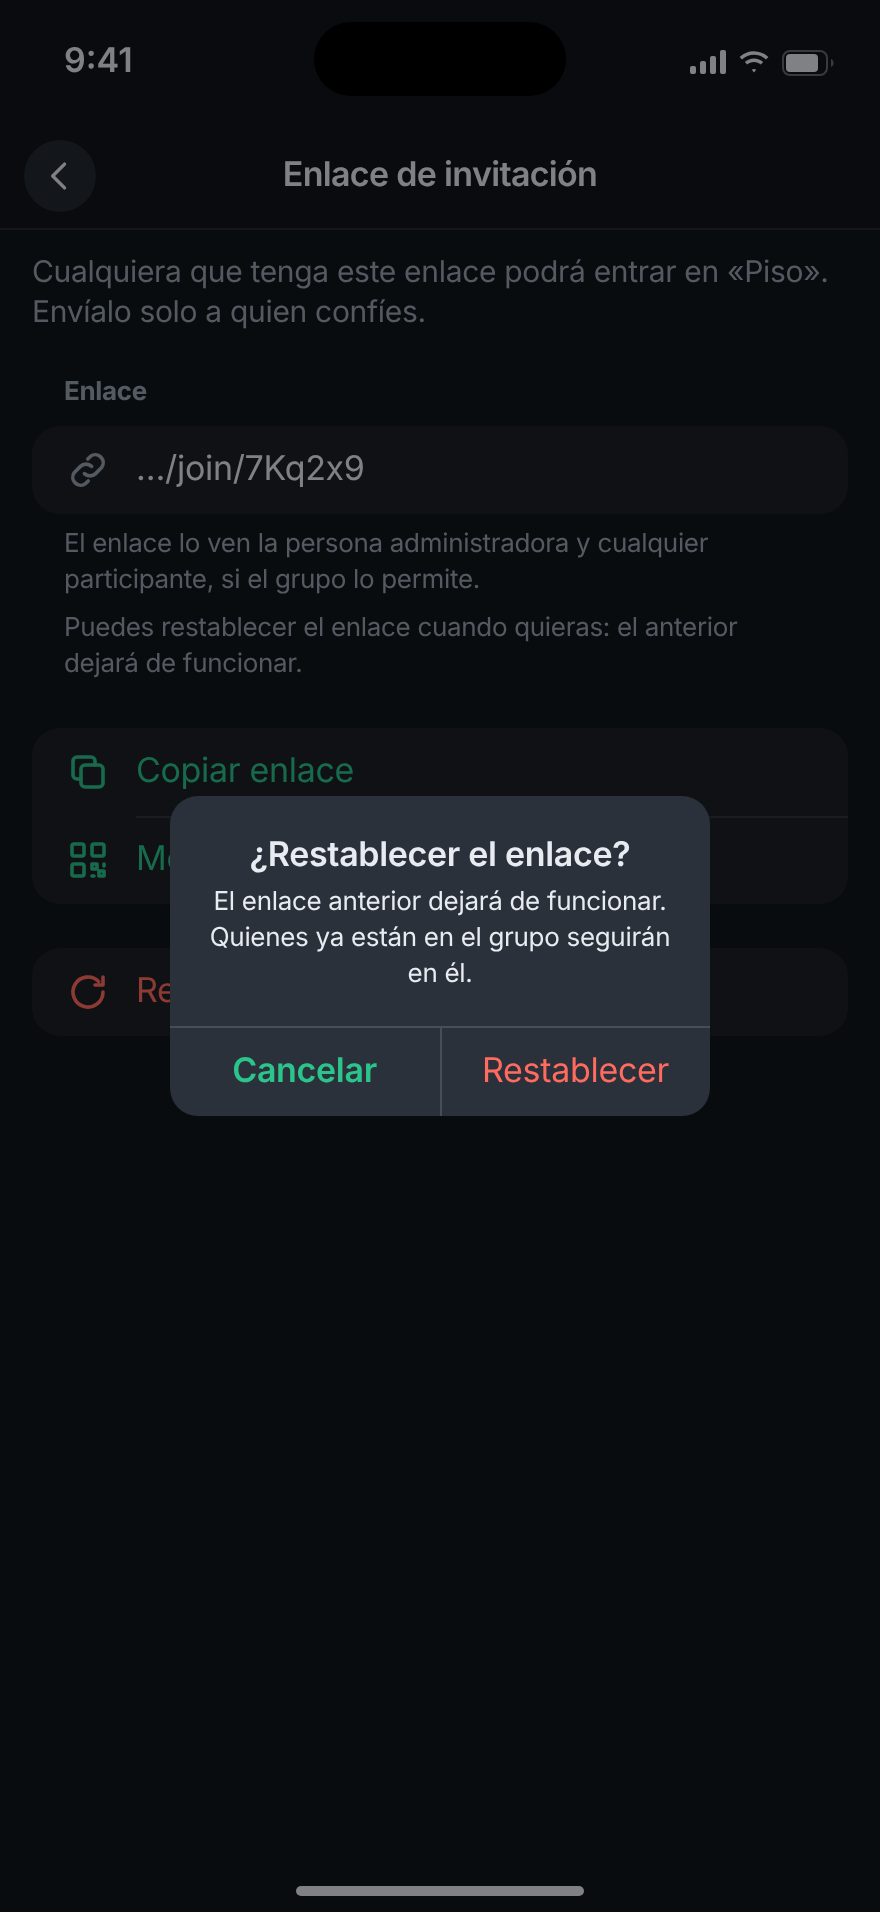 9:41
Enlace de invitación
Cualquiera que tenga este enlace podrá entrar en «Piso».
Envíalo solo a quien confíes.
Enlace
.../join/7Kq2x9
El enlace lo ven la persona administradora y cualquier
participante, si el grupo lo permite.
Puedes restablecer el enlace cuando quieras: el anterior
dejará de funcionar.
Copiar enlace
¿Restablecer el enlace?
El enlace anterior dejará de funcionar.
Quienes ya están en el grupo seguirán
en él.
Cancelar
Restablecer